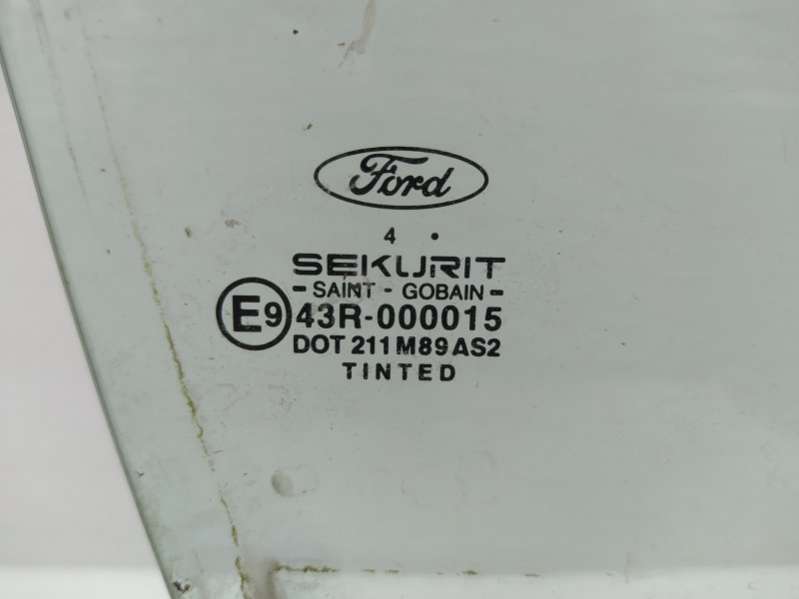 Ford
4 .
SEKURIT
- SAINT - GOBAIN -
E9 43R-000015
DOT 211 M89 AS2
TINTED